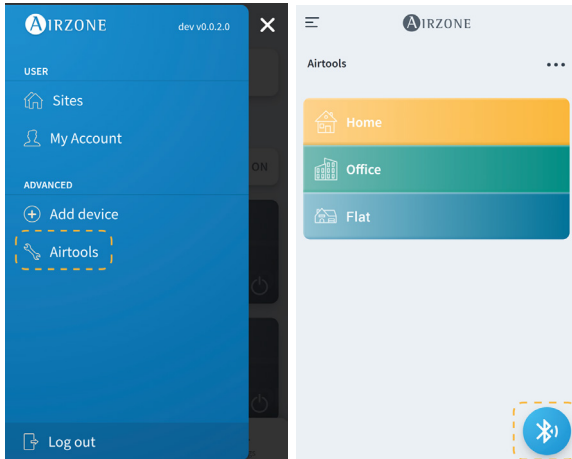 AIRZONE dev v0.0.2.0
USER
Sites
My Account
ON
ADVANCED
Add device
Airtools
Log out
AIRZONE
Airtools
Home
Office
Flat